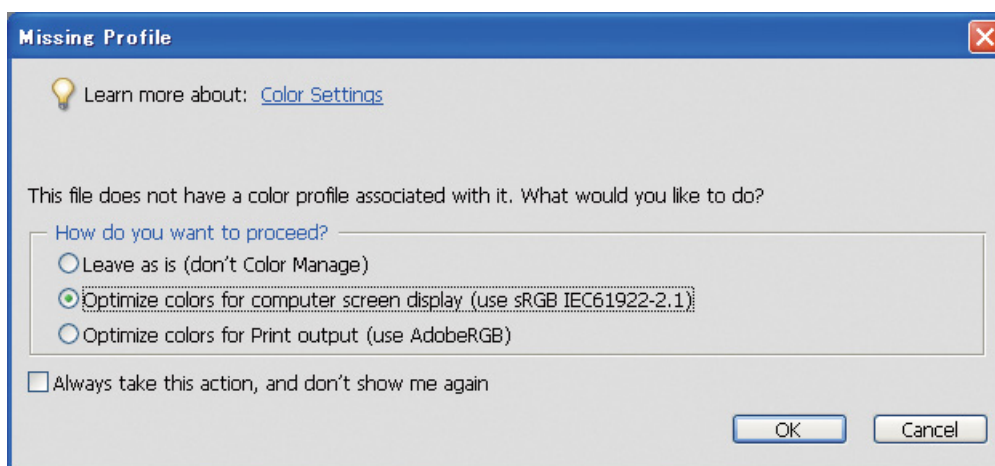 Missing Profile
Learn more about: Color Settings
This file does not have a color profile associated with it. What would you like to do?
How do you want to proceed?
Leave as is (don't Color Manage)
Optimize colors for computer screen display (use sRGB IEC61922-2.1)
Optimize colors for Print output (use AdobeRGB)
Always take this action, and don't show me again
OK Cancel